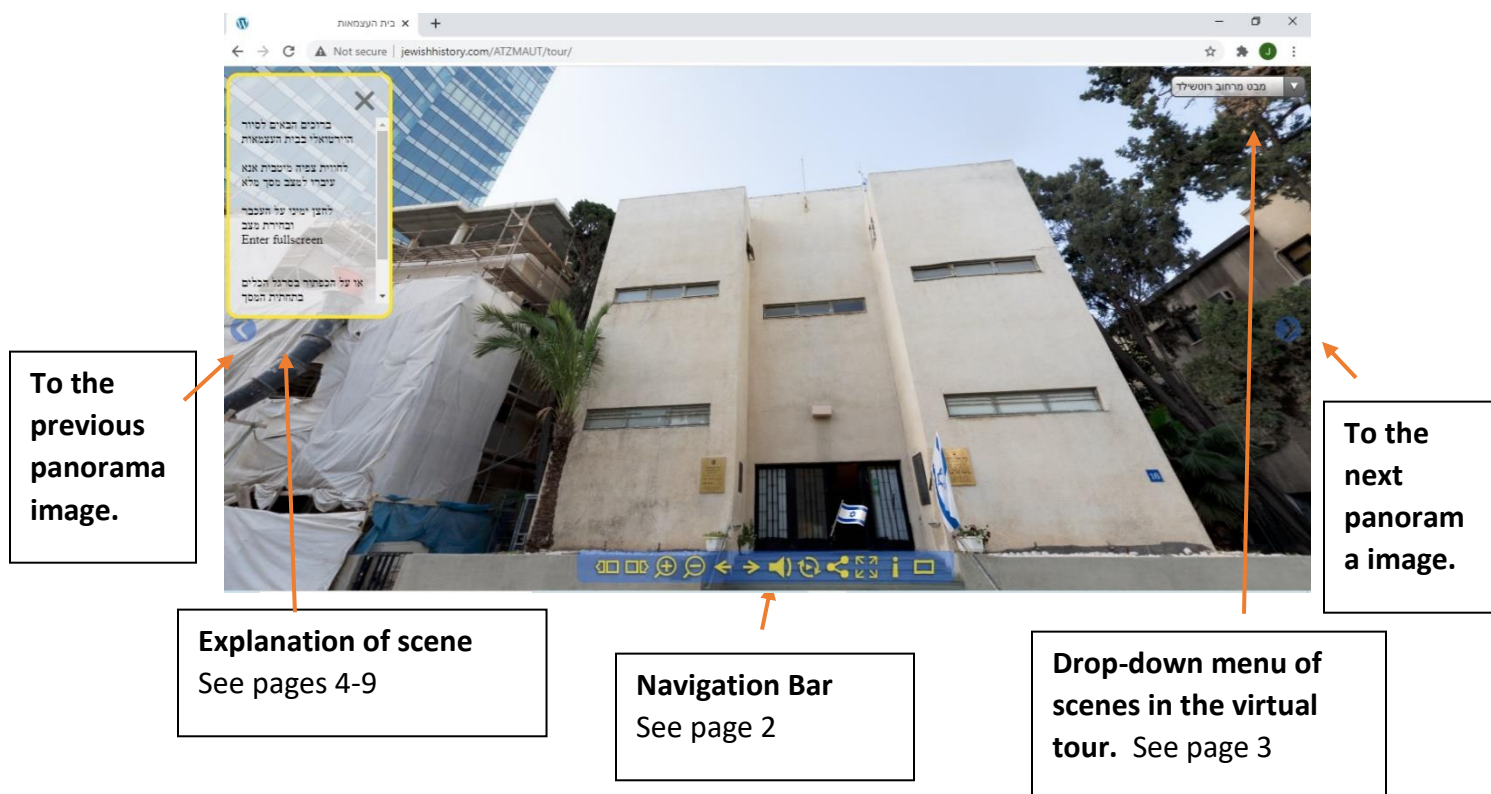 בית העצמאות
Not secure | jewishhistory.com/ATZMAUT/tour/
J
מבט מרחוב רוטשילד
ברוכים הבאים לסיור
הוירטואלי בבית העצמאות
לחווית צפיה מיטבית אנא
עיברו למצב מסך מלא
לחצן ימיני על העכבר
ובחירת מצב
Enter fullscreen
או על הכפתור בסרגל הכלים
בתחתית המסך
16
To the
previous
panorama
image.
To the
next
panoram
a image.
Explanation of scene
See pages 4-9
Navigation Bar
See page 2
Drop-down menu of
scenes in the virtual
tour. See page 3